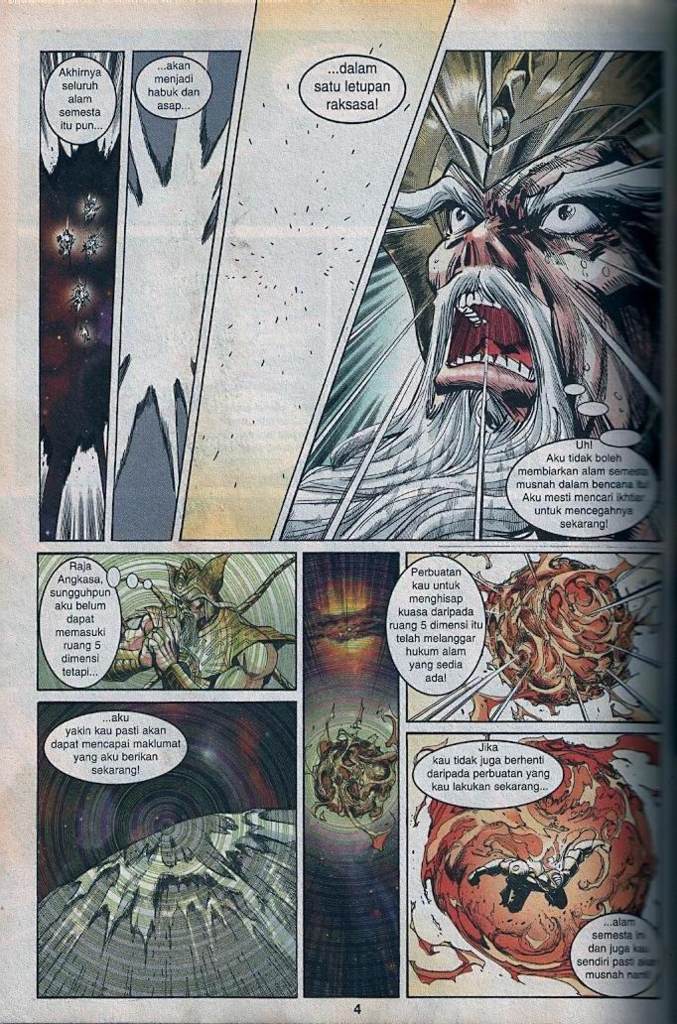 Akhirnya
seluruh
alam
semesta
itu pun...
...akan
menjadi
habuk dan
asap...
...dalam
satu letupan
raksasa!
Uh!
Aku tidak boleh
membiarkan alam semesta
musnah dalam bencana itu!
Aku mesti mencari ikhtiar
untuk mencegahnya
sekarang!
Raja
Angkasa,
sungguhpun
aku belum
dapat
memasuki
ruang 5
dimensi
tetapi...
...aku
yakin kau pasti akan
dapat mencapai maklumat
yang aku berikan
sekarang!
Perbuatan
kau untuk
menghisap
kuasa daripada
ruang 5 dimensi itu
telah melanggar
hukum alam
yang sedia
ada!
Jika
kau tidak juga berhenti
daripada perbuatan yang
kau lakukan sekarang...
...alam
semesta ini
dan juga kau
sendiri pasti akan
musnah nanti!
4